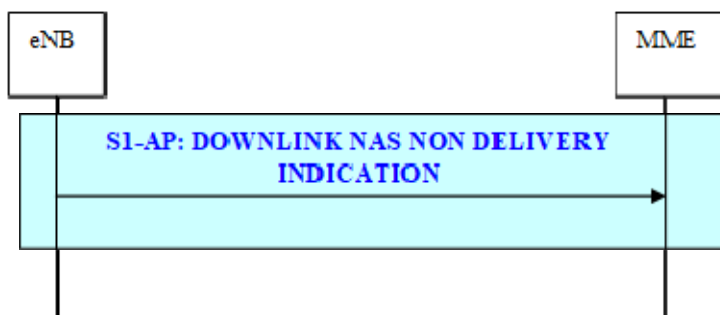 eNB
MME
S1-AP: DOWNLINK NAS NON DELIVERY
INDICATION